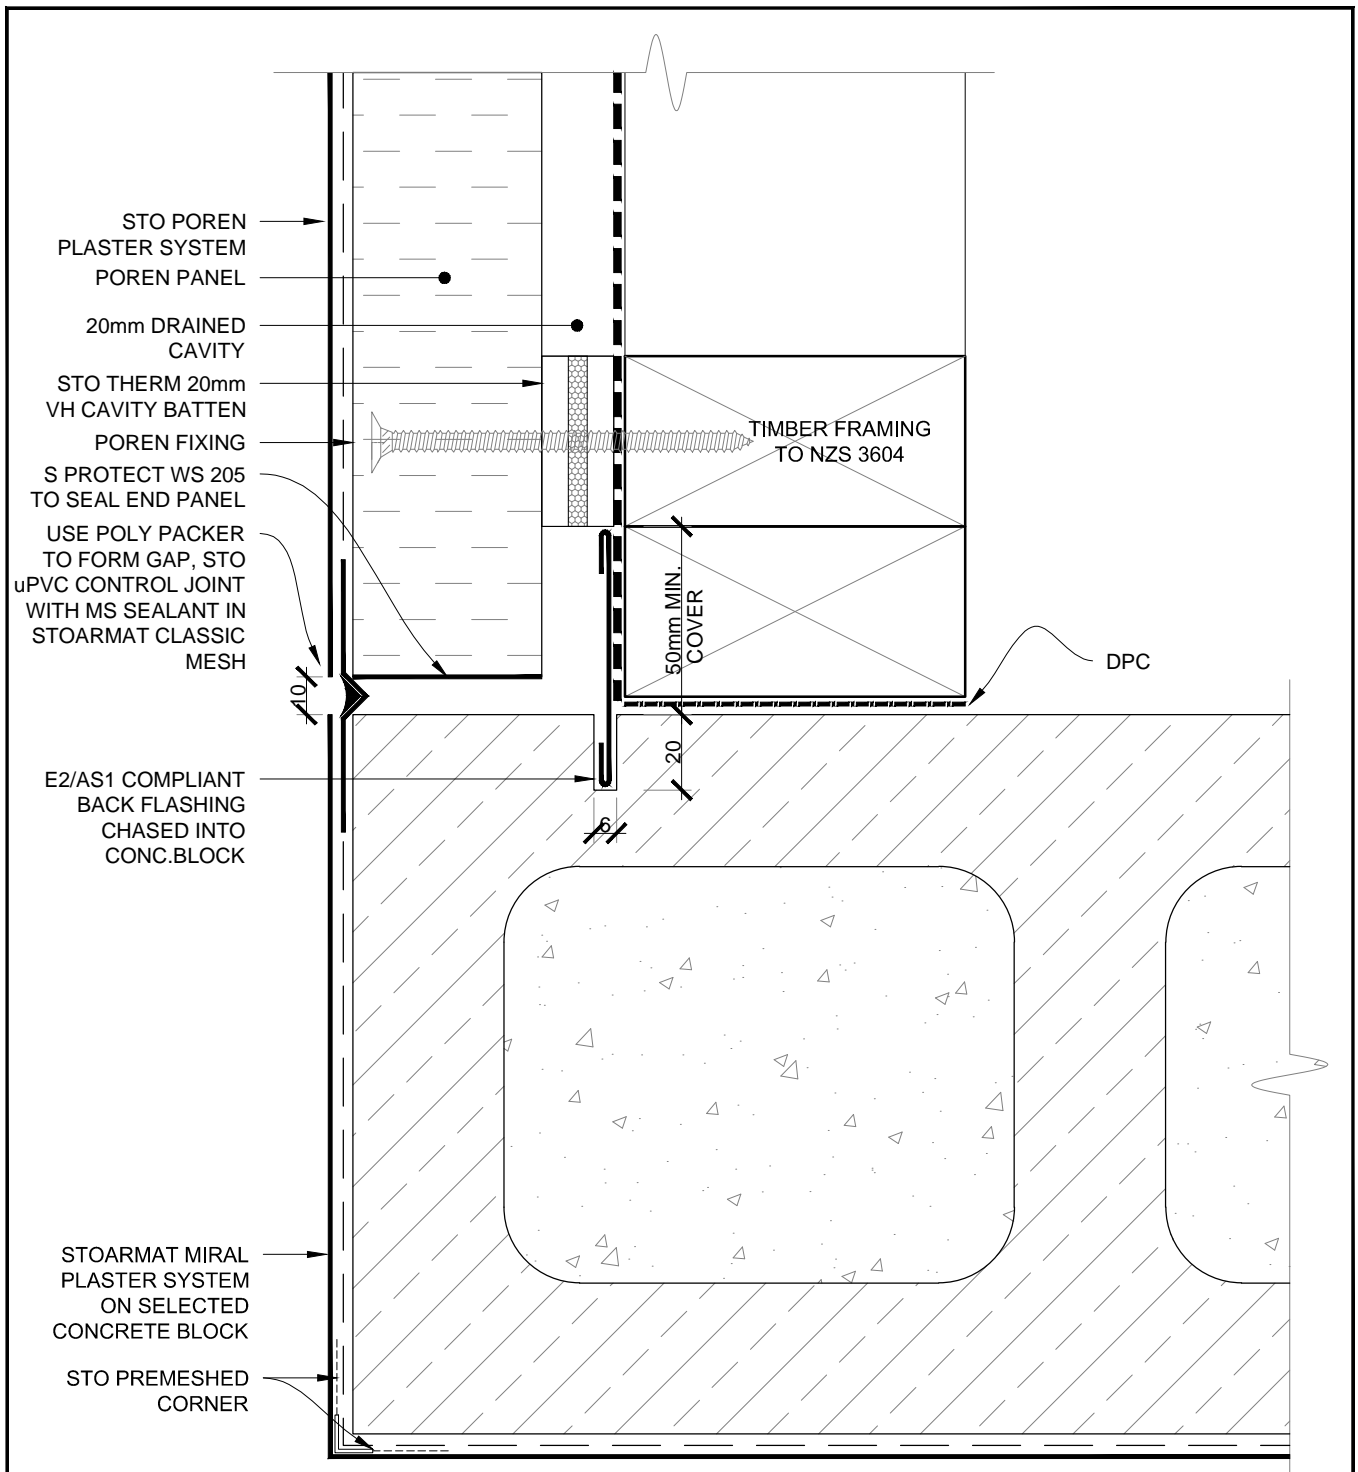 STO POREN
PLASTER SYSTEM
POREN PANEL
20mm DRAINED
CAVITY
STO THERM 20mm
VH CAVITY BATTEN
POREN FIXING
S PROTECT WS 205
TO SEAL END PANEL
USE POLY PACKER
TO FORM GAP, STO
uPVC CONTROL JOINT
WITH MS SEALANT IN
STOARMAT CLASSIC
MESH
10
E2/AS1 COMPLIANT
BACK FLASHING
CHASED INTO
CONC.BLOCK
STOARMAT MIRAL
PLASTER SYSTEM
ON SELECTED
CONCRETE BLOCK
STO PREMESHED
CORNER
TIMBER FRAMING
TO NZS 3604
50mm MIN.
COVER
20
6
DPC